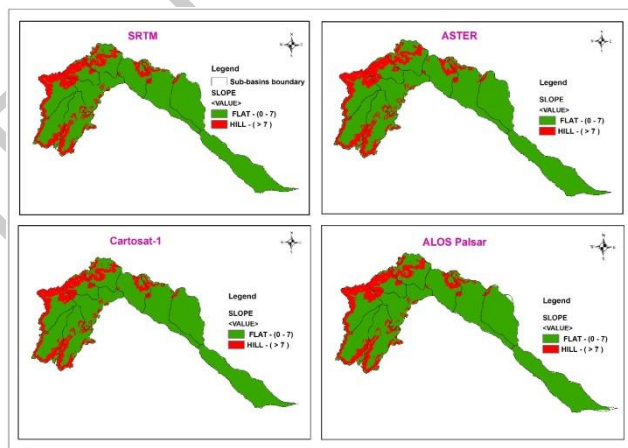 SRTM
Legend
Sub-basins boundary
SLOPE
<VALUE>
FLAT - (0 - 7)
HILL - ( > 7 )
ASTER
Legend
SLOPE
<VALUE>
FLAT - (0 - 7)
HILL - ( > 7 )
Cartosat-1
Legend
SLOPE
<VALUE>
FLAT - (0 - 7)
HILL - ( > 7 )
ALOS Palsar
Legend
SLOPE
<VALUE>
FLAT - (0 - 7)
HILL - ( > 7 )